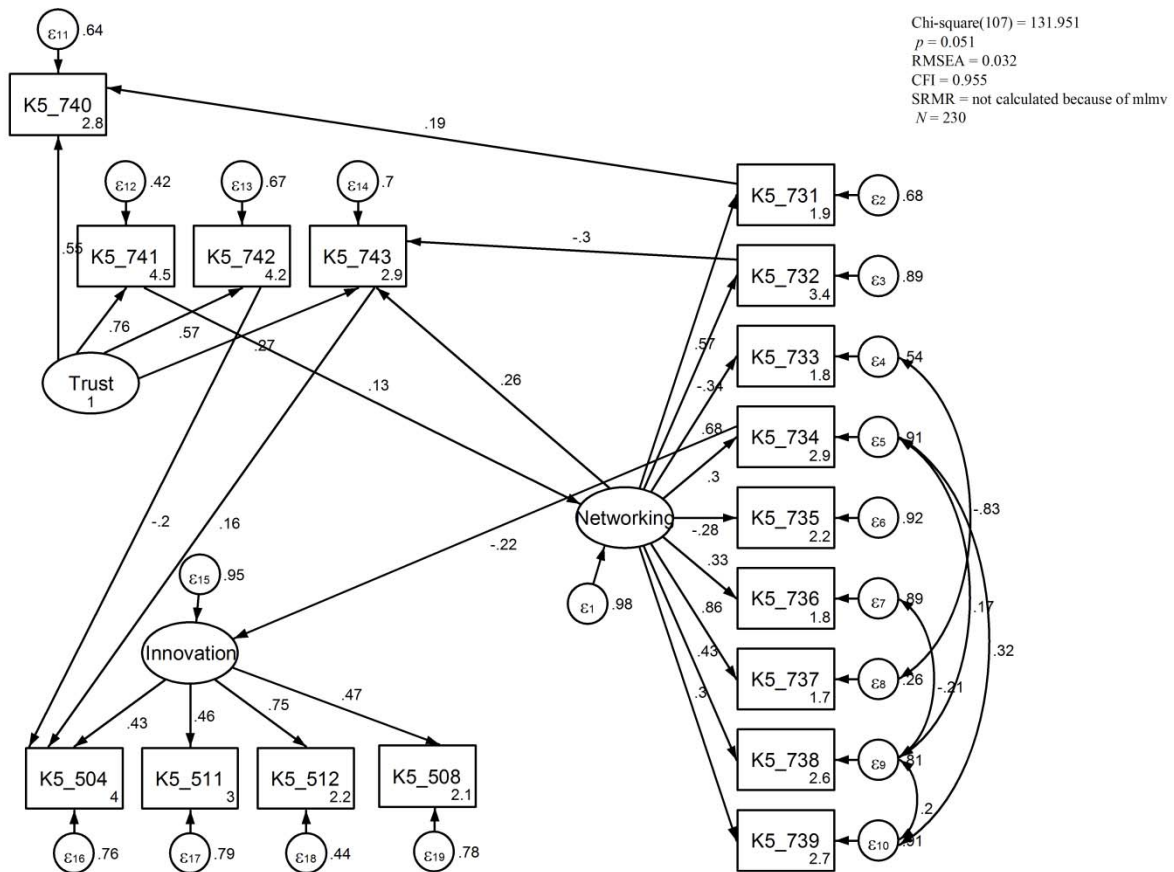 Chi-square(107) = 131.951
p = 0.051
RMSEA = 0.032
CFI = 0.955
SRMR = not calculated because of mlmv
N = 230
ε11 .64
K5_740
2.8
.19
ε12 .42
ε13 .67
ε14 .7
K5_741
4.5
K5_742
4.2
K5_743
2.9
K5_731
1.9
ε2 .68
-.3
K5_732
3.4
ε3 .89
.55
.76
.57
.27
Trust
1
.13
.26
.57
-.34
.68
.3
-.28
.33
.86
.43
.3
K5_733
1.8
ε4 .54
K5_734
2.9
ε5 .91
Networking
K5_735
2.2
ε6 .92
-.83
-.2
.16
-.22
ε1 .98
K5_736
1.8
ε7 .89
.17
.32
ε15 .95
Innovation
K5_737
1.7
ε8 .26
-.21
.43
.46
.75
.47
K5_738
2.6
ε9 .81
.2
K5_504
4
K5_511
3
K5_512
2.2
K5_508
2.1
K5_739
2.7
ε10 .91
ε16 .76
ε17 .79
ε18 .44
ε19 .78